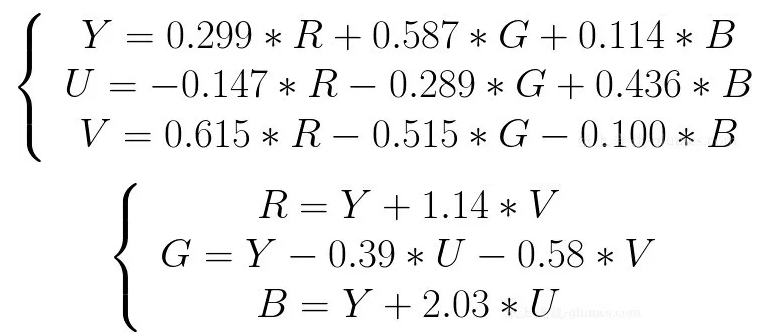 Y = 0.299 * R + 0.587 * G + 0.114 * B
U = −0.147 * R − 0.289 * G + 0.436 * B
V = 0.615 * R − 0.515 * G − 0.100 * B
R = Y + 1.14 * V
G = Y − 0.39 * U − 0.58 * V
B = Y + 2.03 * U